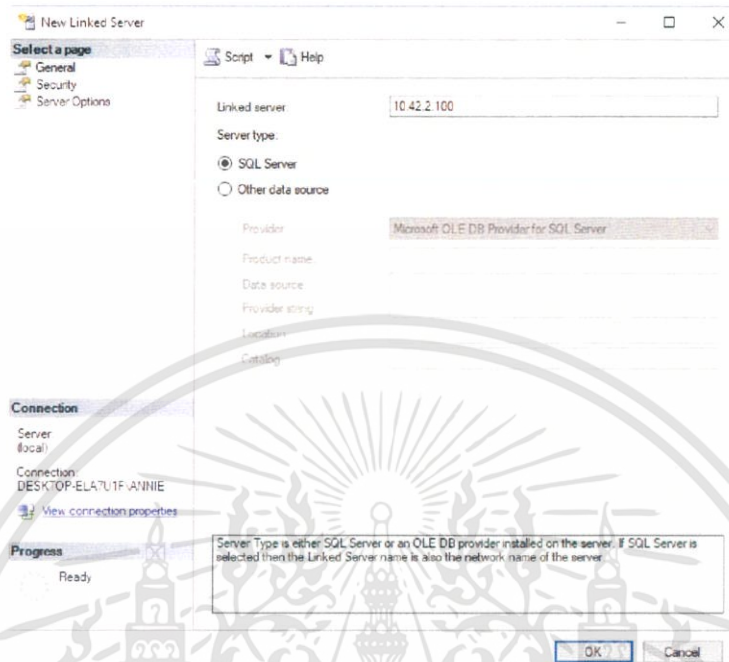 New Linked Server
Select a page
General
Security
Server Options
Script
Help
Linked server
10.42.2.100
Server type:
SQL Server
Other data source
Provider
Microsoft OLE DB Provider for SQL Server
Product name:
Data source
Provider string
Location
Catalog
Connection
Server
(local)
Connection:
DESKTOP-ELA7U1F\ANNIE
View connection properties
Progress
Ready
Server Type is either SQL Server or an OLE DB provider installed on the server. If SQL Server is
selected then the Linked Server name is also the network name of the server.
OK
Cancel